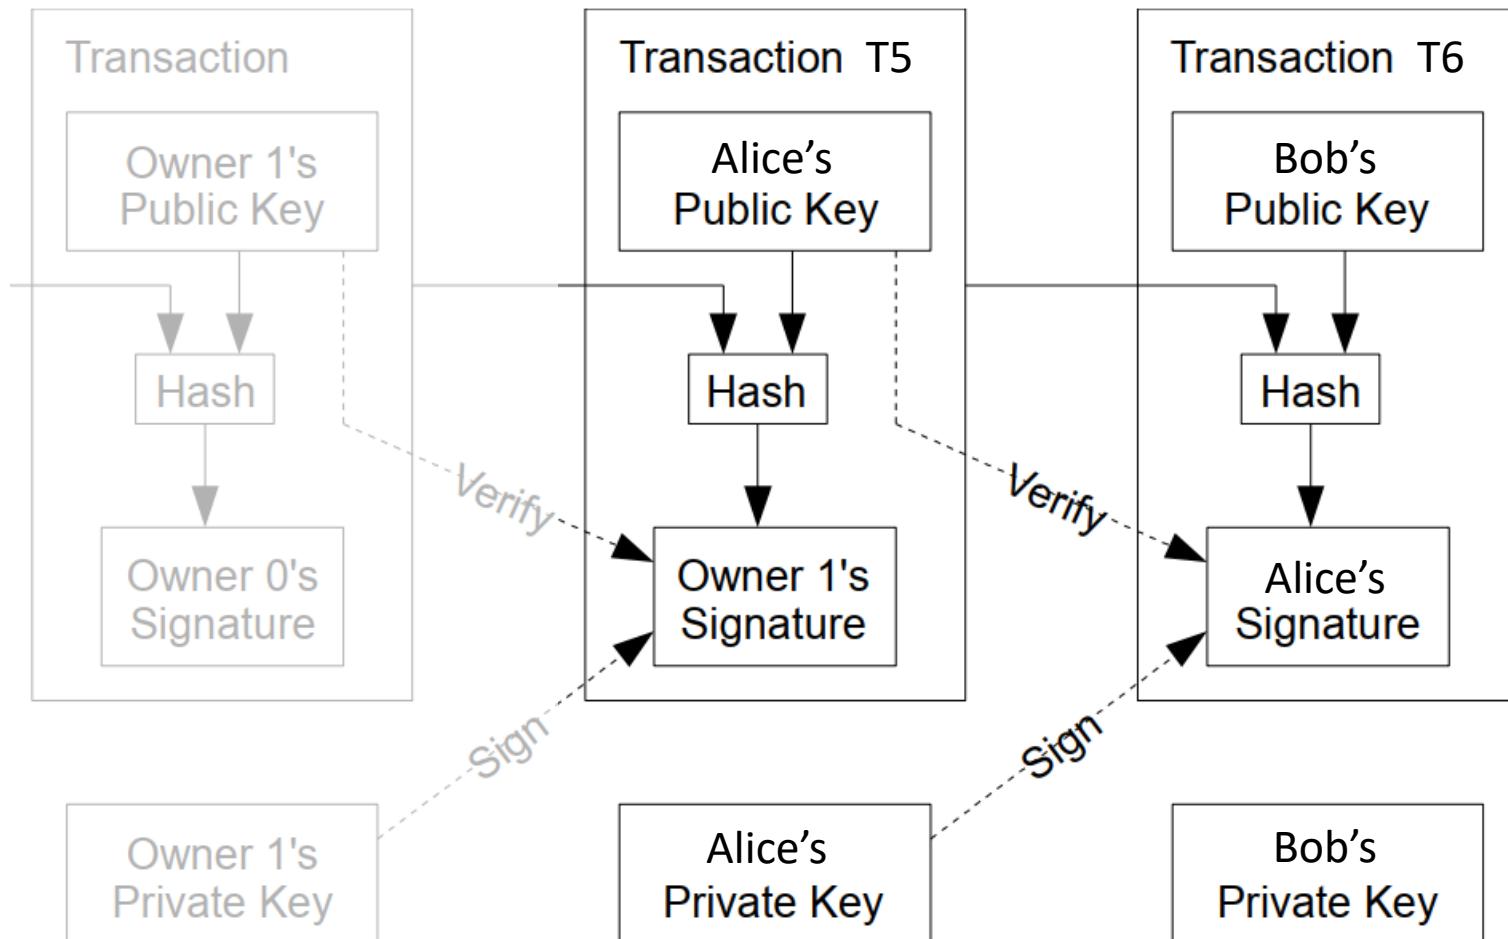 Transaction
Transaction T5
Transaction T6
Owner 1's
Public Key
Alice’s
Public Key
Bob’s
Public Key
Hash
Hash
Hash
Verify
Verify
Owner 0's
Signature
Owner 1's
Signature
Alice’s
Signature
Sign
Sign
Owner 1's
Private Key
Alice’s
Private Key
Bob’s
Private Key